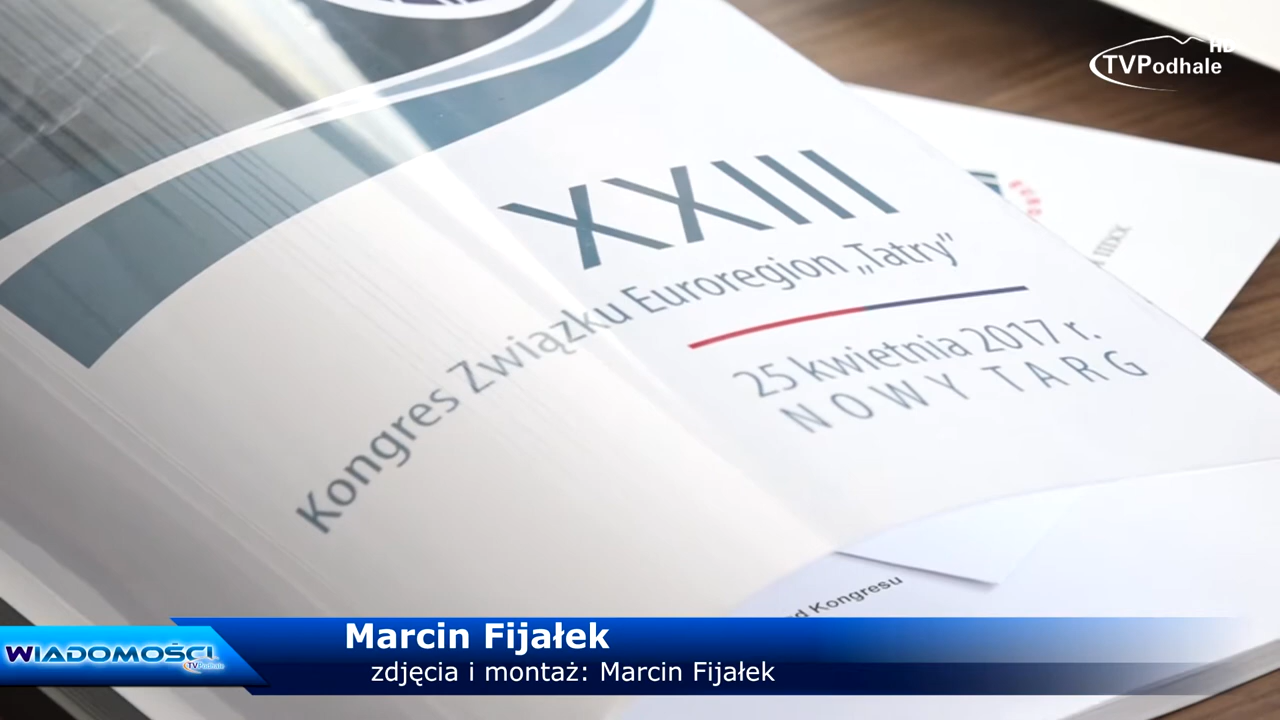 HD
TVPodhale
XXIII
Kongres Związku Euroregion „Tatry”
25 kwietnia 2017 r.
NOWY TARG
Kongresu
WIADOMOŚCI
TVPodhale
Marcin Fijałek
zdjęcia i montaż: Marcin Fijałek